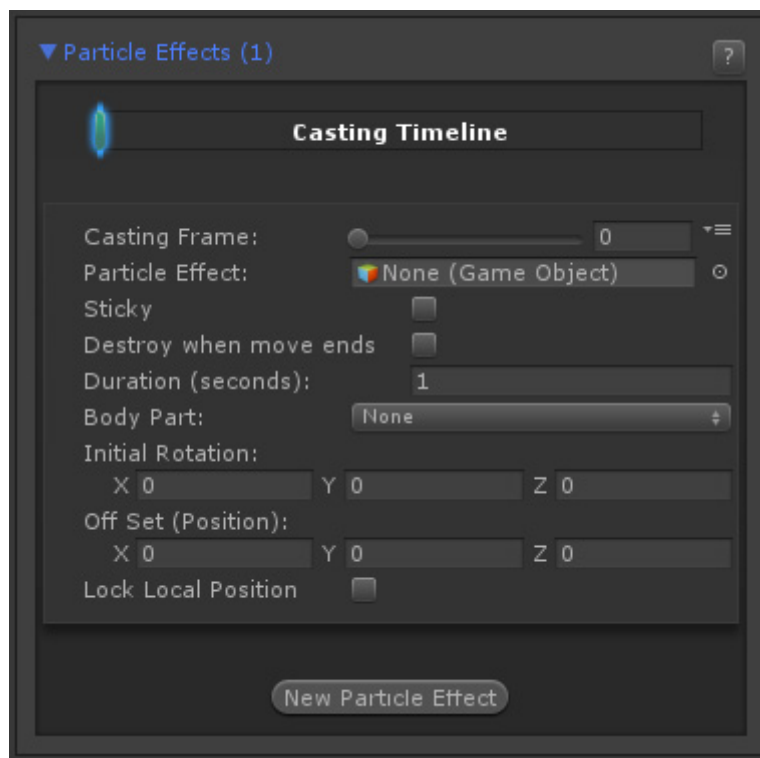 Particle Effects (1)
?
Casting Timeline
Casting Frame: 0
Particle Effect: None (Game Object)
Sticky
Destroy when move ends
Duration (seconds): 1
Body Part: None
Initial Rotation:
X 0 Y 0 Z 0
Off Set (Position):
X 0 Y 0 Z 0
Lock Local Position
New Particle Effect